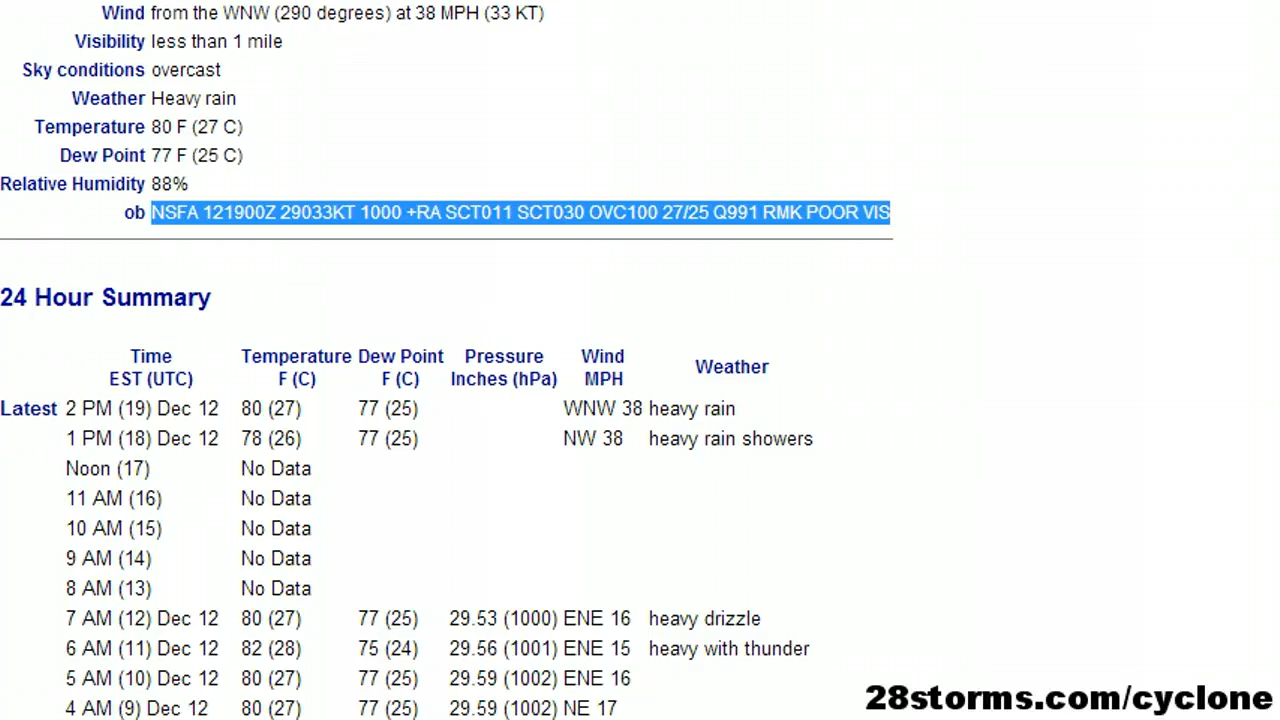 Wind from the WNW (290 degrees) at 38 MPH (33 KT)
Visibility less than 1 mile
Sky conditions overcast
Weather Heavy rain
Temperature 80 F (27 C)
Dew Point 77 F (25 C)
Relative Humidity 88%
ob NSFA 121900Z 29033KT 1000 +RA SCT011 SCT030 OVC100 27/25 Q991 RMK POOR VIS
24 Hour Summary
Time Temperature Dew Point Pressure Wind Weather
EST (UTC) F (C) F (C) Inches (hPa) MPH
Latest 2 PM (19) Dec 12 80 (27) 77 (25) WNW 38 heavy rain
1 PM (18) Dec 12 78 (26) 77 (25) NW 38 heavy rain showers
Noon (17) No Data
11 AM (16) No Data
10 AM (15) No Data
9 AM (14) No Data
8 AM (13) No Data
7 AM (12) Dec 12 80 (27) 77 (25) 29.53 (1000) ENE 16 heavy drizzle
6 AM (11) Dec 12 82 (28) 75 (24) 29.56 (1001) ENE 15 heavy with thunder
5 AM (10) Dec 12 80 (27) 77 (25) 29.59 (1002) ENE 16
4 AM (9) Dec 12 80 (27) 77 (25) 29.59 (1002) NE 17
28storms.com/cyclone